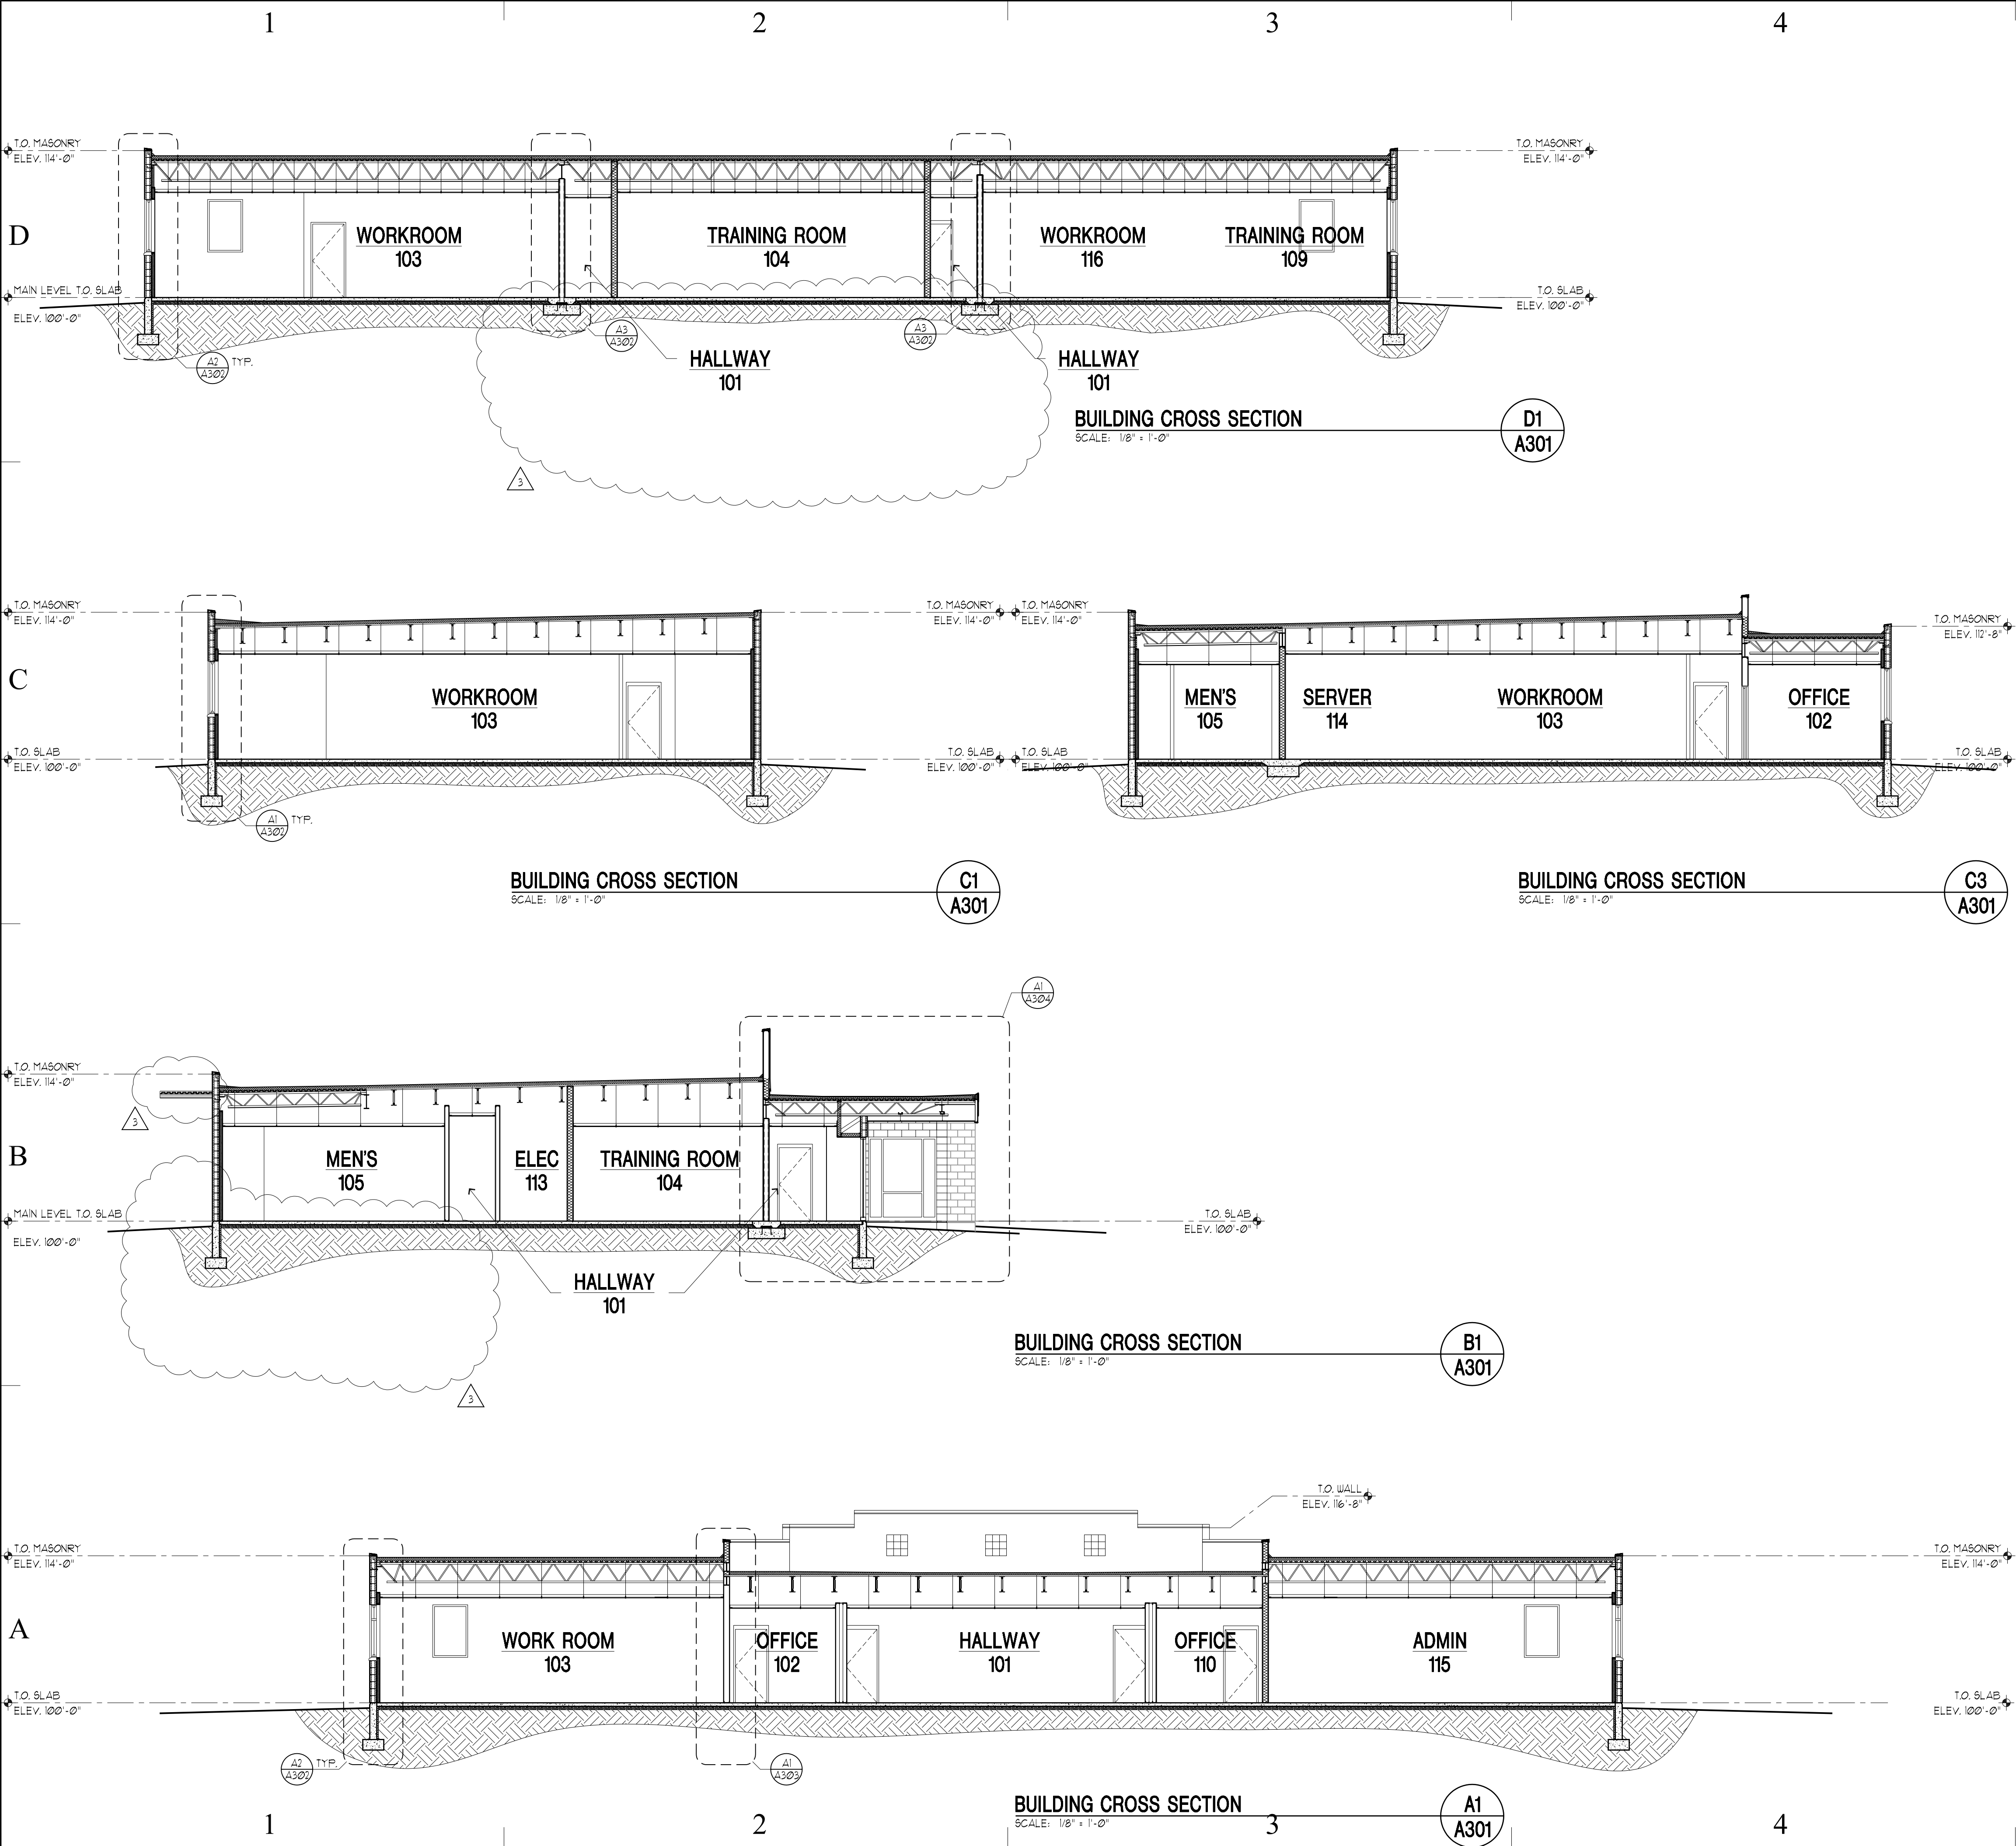 1 2 3 4
D
T.O. MASONRY
ELEV. 114'-0"
T.O. MASONRY
ELEV. 114'-0"
WORKROOM
103
TRAINING ROOM
104
WORKROOM
116
TRAINING ROOM
109
MAIN LEVEL T.O. SLAB
ELEV. 100'-0"
T.O. SLAB
ELEV. 100'-0"
A2
A302
TYP.
A3
A302
A3
A302
HALLWAY
101
HALLWAY
101
3
BUILDING CROSS SECTION
SCALE: 1/8" = 1'-0"
D1
A301
C
T.O. MASONRY
ELEV. 114'-0"
T.O. MASONRY
ELEV. 114'-0"
WORKROOM
103
T.O. SLAB
ELEV. 100'-0"
T.O. SLAB
ELEV. 100'-0"
A1
A302
TYP.
BUILDING CROSS SECTION
SCALE: 1/8" = 1'-0"
C1
A301
T.O. MASONRY
ELEV. 114'-0"
T.O. MASONRY
ELEV. 112'-8"
MEN'S
105
SERVER
114
WORKROOM
103
OFFICE
102
T.O. SLAB
ELEV. 100'-0"
T.O. SLAB
ELEV. 100'-0"
BUILDING CROSS SECTION
SCALE: 1/8" = 1'-0"
C3
A301
B
A1
A304
T.O. MASONRY
ELEV. 114'-0"
3
MEN'S
105
ELEC
113
TRAINING ROOM
104
MAIN LEVEL T.O. SLAB
ELEV. 100'-0"
T.O. SLAB
ELEV. 100'-0"
HALLWAY
101
3
BUILDING CROSS SECTION
SCALE: 1/8" = 1'-0"
B1
A301
A
T.O. WALL
ELEV. 116'-8"
T.O. MASONRY
ELEV. 114'-0"
T.O. MASONRY
ELEV. 114'-0"
WORK ROOM
103
OFFICE
102
HALLWAY
101
OFFICE
110
ADMIN
115
T.O. SLAB
ELEV. 100'-0"
T.O. SLAB
ELEV. 100'-0"
A2
A302
TYP.
A1
A303
BUILDING CROSS SECTION
SCALE: 1/8" = 1'-0"
A1
A301
1 2 3 4